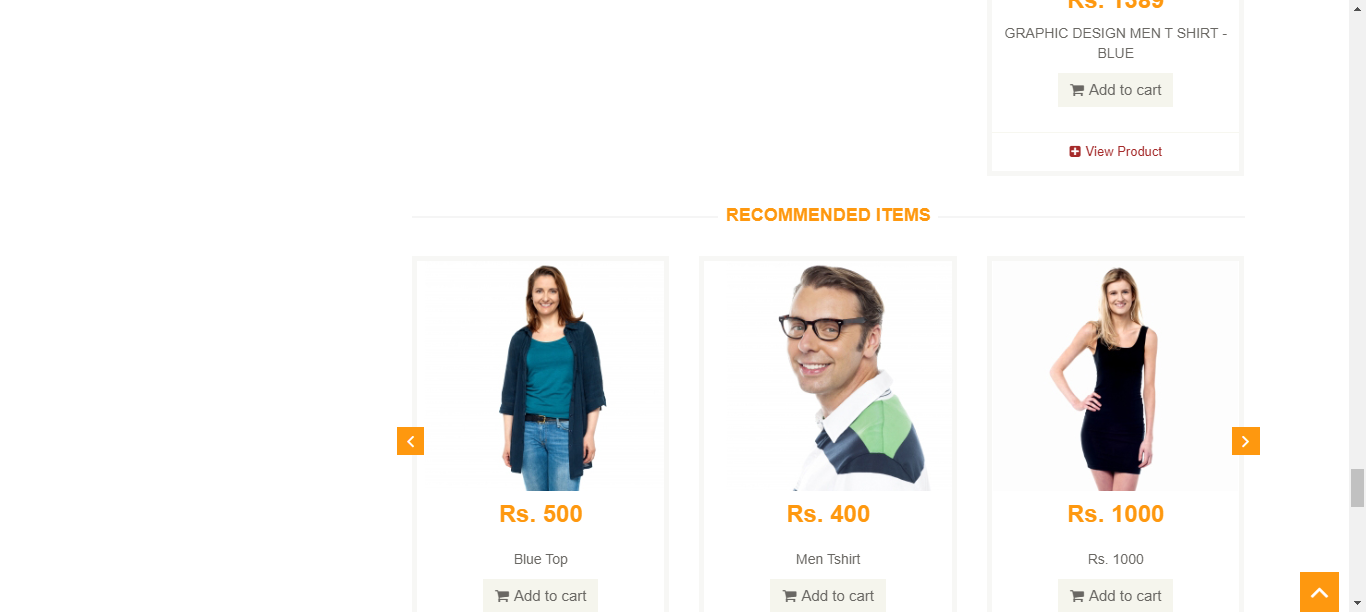 Rs. 1389
GRAPHIC DESIGN MEN T SHIRT -
BLUE
Add to cart
View Product
RECOMMENDED ITEMS
Rs. 500
Rs. 400
Rs. 1000
Blue Top
Men Tshirt
Rs. 1000
Add to cart
Add to cart
Add to cart